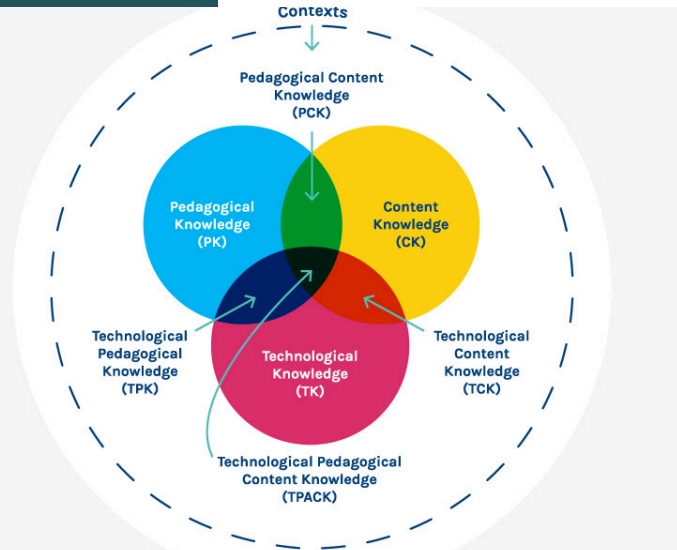 Contexts
Pedagogical Content
Knowledge
(PCK)
Pedagogical
Knowledge
(PK)
Content
Knowledge
(CK)
Technological
Pedagogical
Knowledge
(TPK)
Technological
Knowledge
(TK)
Technological
Content
Knowledge
(TCK)
Technological Pedagogical
Content Knowledge
(TPACK)